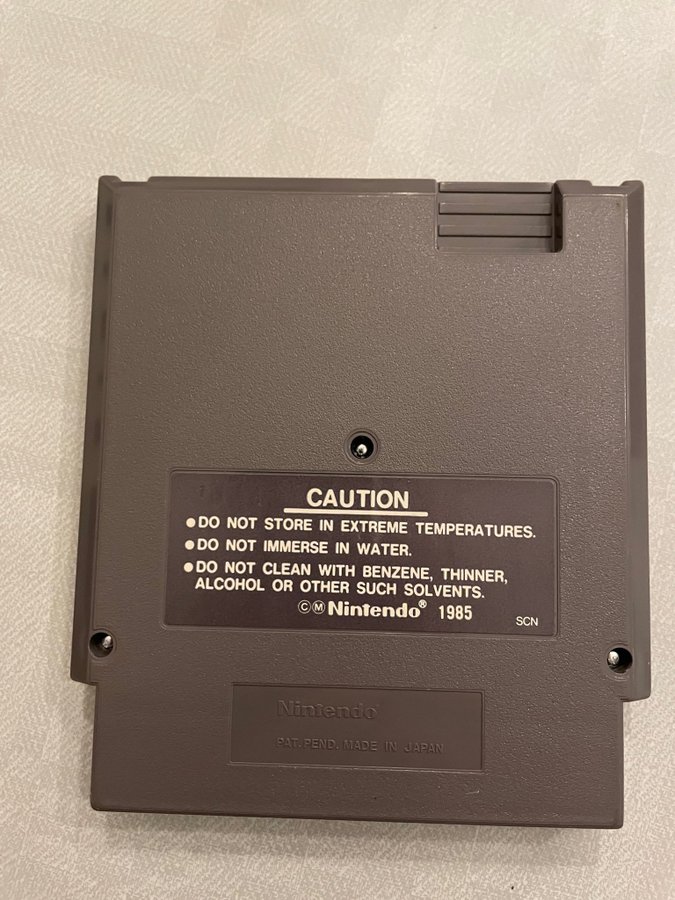 CAUTION
●DO NOT STORE IN EXTREME TEMPERATURES.
●DO NOT IMMERSE IN WATER.
●DO NOT CLEAN WITH BENZENE, THINNER,
ALCOHOL OR OTHER SUCH SOLVENTS.
ⒸⓂNintendo® 1985 SCN
Nintendo®
PAT. PEND. MADE IN JAPAN